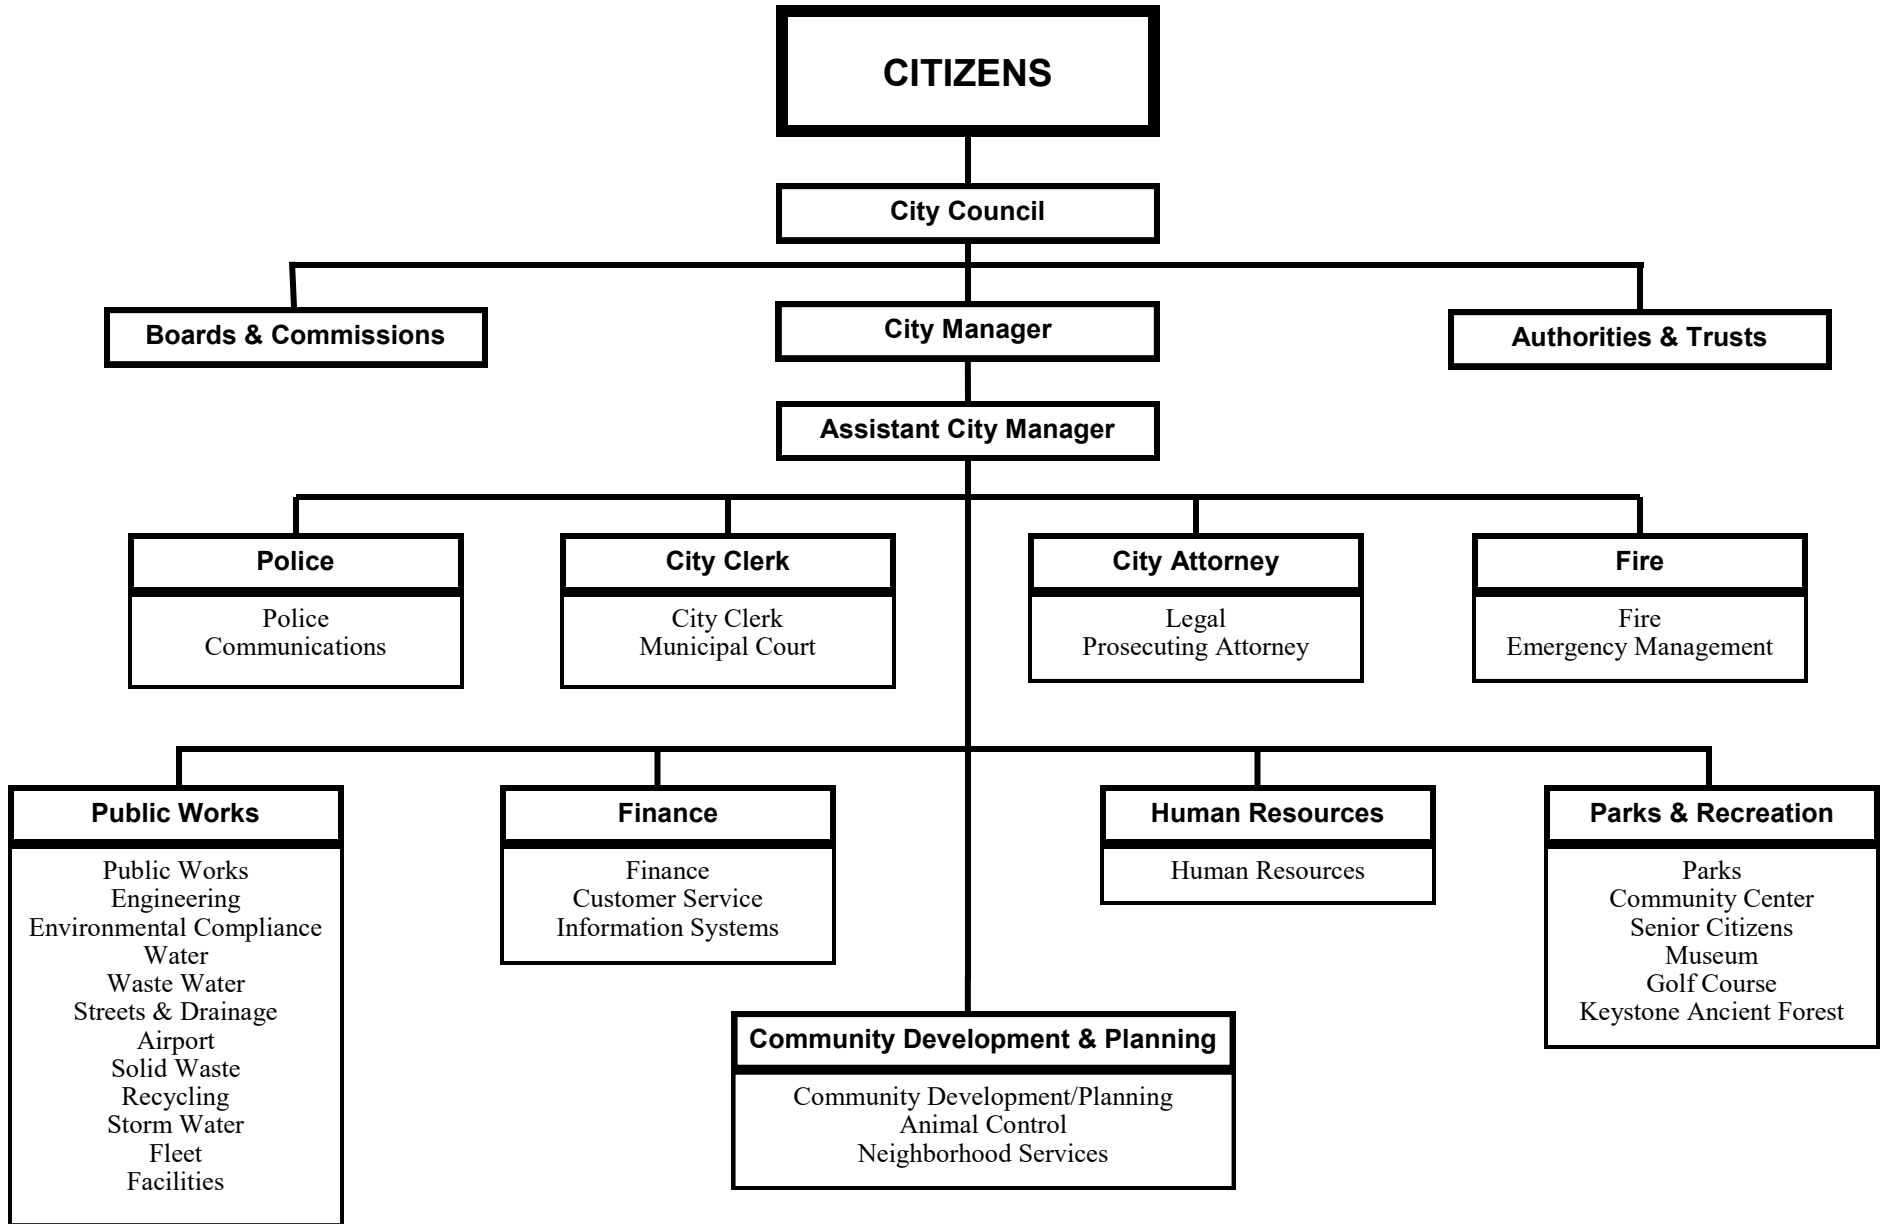 CITIZENS
City Council
Boards & Commissions
City Manager
Authorities & Trusts
Assistant City Manager
Police
Police
Communications
City Clerk
City Clerk
Municipal Court
City Attorney
Legal
Prosecuting Attorney
Fire
Fire
Emergency Management
Public Works
Public Works
Engineering
Environmental Compliance
Water
Waste Water
Streets & Drainage
Airport
Solid Waste
Recycling
Storm Water
Fleet
Facilities
Finance
Finance
Customer Service
Information Systems
Community Development & Planning
Community Development/Planning
Animal Control
Neighborhood Services
Human Resources
Human Resources
Parks & Recreation
Parks
Community Center
Senior Citizens
Museum
Golf Course
Keystone Ancient Forest